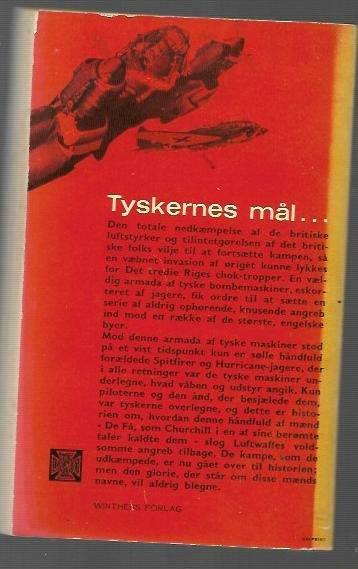 Tyskernes mål...
Den totale nedkæmpelse af de britiske
luftstyrker og tilintetgørelsen af det briti-
ske folks vilje til at fortsætte kampen, så
en væbnet invasion af øriget kunne lykkes
for Det tredie Riges chok-tropper. En væl-
dig armada af tyske bombemaskiner, eskor-
teret af jagere, fik ordre til at sætte en
serie af aldrig ophørende, knusende angreb
ind mod en række af de største, engelske
byer.
Mod denne armada af tyske maskiner stod
på et vist tidspunkt kun er sølle håndfuld
forældede Spitfirer og Hurricane-jagere, der
i alle retninger var de tyske maskiner un-
derlegne, hvad våben og udstyr angik. Kun
piloterne og den ånd, der besjælede dem,
var tyskerne overlegne, og dette er histo-
rien om, hvordan denne håndfuld af mænd
- De Få, som Churchill i en af sine berømte
taler kaldte dem - slog Luftwaffes vold-
somme angreb tilbage. De kampe, som de
udkæmpede, er nu gået over til historien;
men den glorie, der står om disse mænds
navne, vil aldrig blegne.
WINTHERS FORLAG